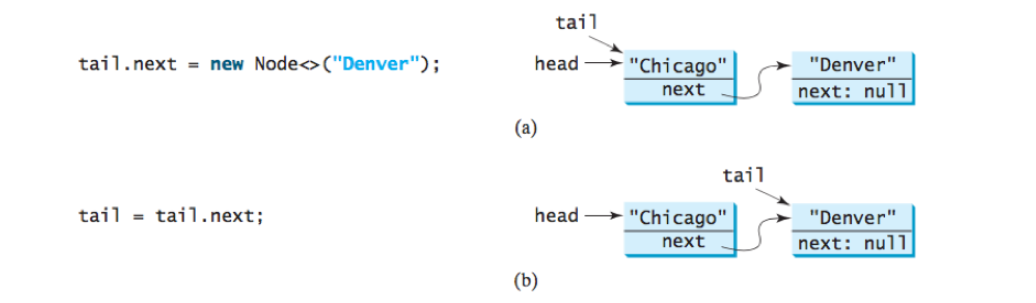 tail
tail.next = new Node<>("Denver");
head
"Chicago"
"Denver"
next
next: null
(a)
tail
tail = tail.next;
head
"Chicago"
"Denver"
next
next: null
(b)